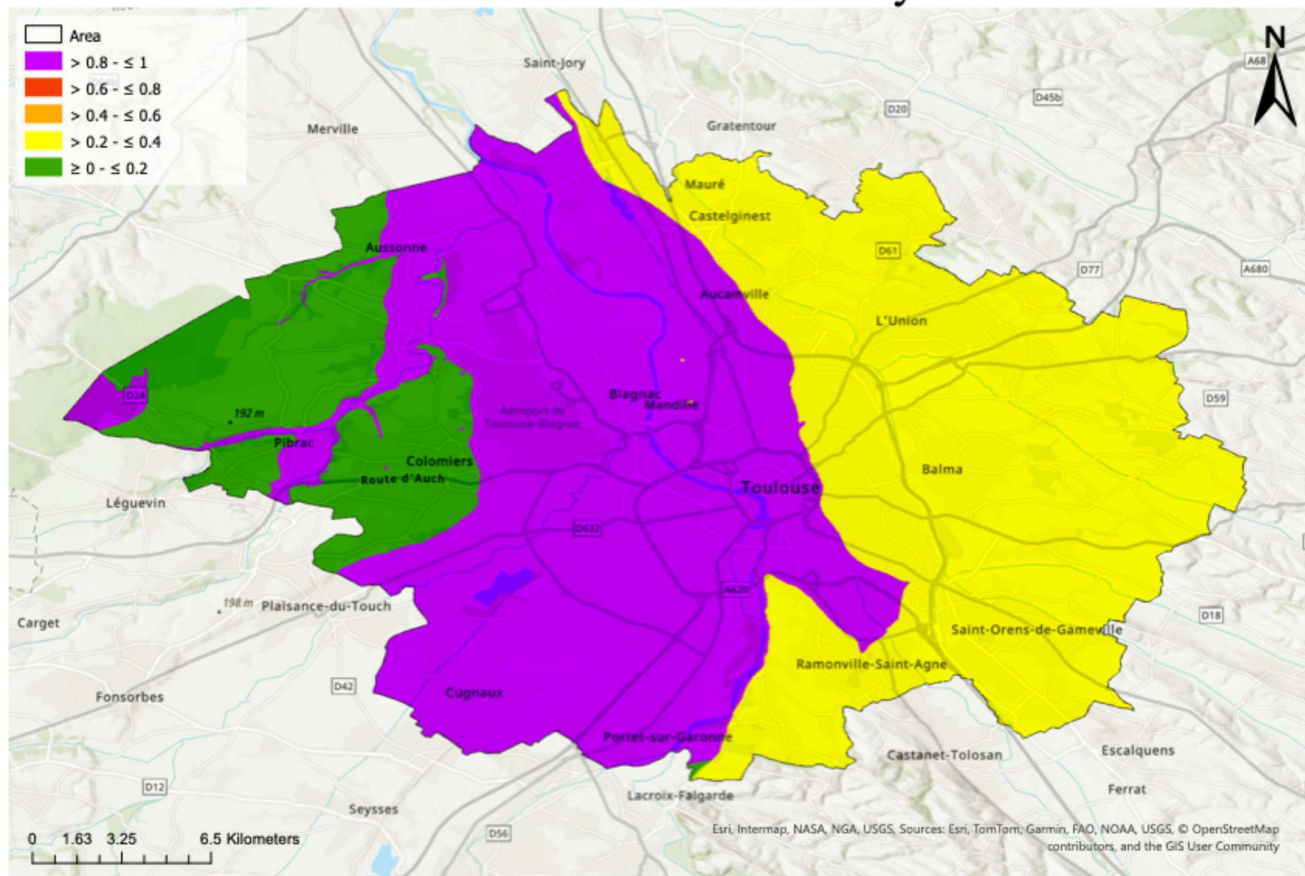 Area
> 0.8 - ≤ 1
> 0.6 - ≤ 0.8
> 0.4 - ≤ 0.6
> 0.2 - ≤ 0.4
≥ 0 - ≤ 0.2
N
Saint-Jory
A68
D45b
D20
Merville
Gratentour
Mauré
Castelginest
Aussonne
D61
D77
A680
Aucamville
L'Union
D24
Blagnac
Mandille
D59
192 m
Aéroport de
Toulouse-Blagnac
Pibrac
Colomiers
Route d'Auch
Balma
Toulouse
Léguevin
D632
A620
198 m
Plaisance-du-Touch
D18
Carget
Saint-Orens-de-Gameville
Ramonville-Saint-Agne
D42
Cugnaux
Fonsorbes
Portet-sur-Garonne
Castanet-Tolosan
Escalquens
D12
Lacroix-Falgarde
Ferrat
Seysses
D56
0 1.63 3.25 6.5 Kilometers
Esri, Intermap, NASA, NGA, USGS, Sources: Esri, TomTom, Garmin, FAO, NOAA, USGS, © OpenStreetMap
contributors, and the GIS User Community